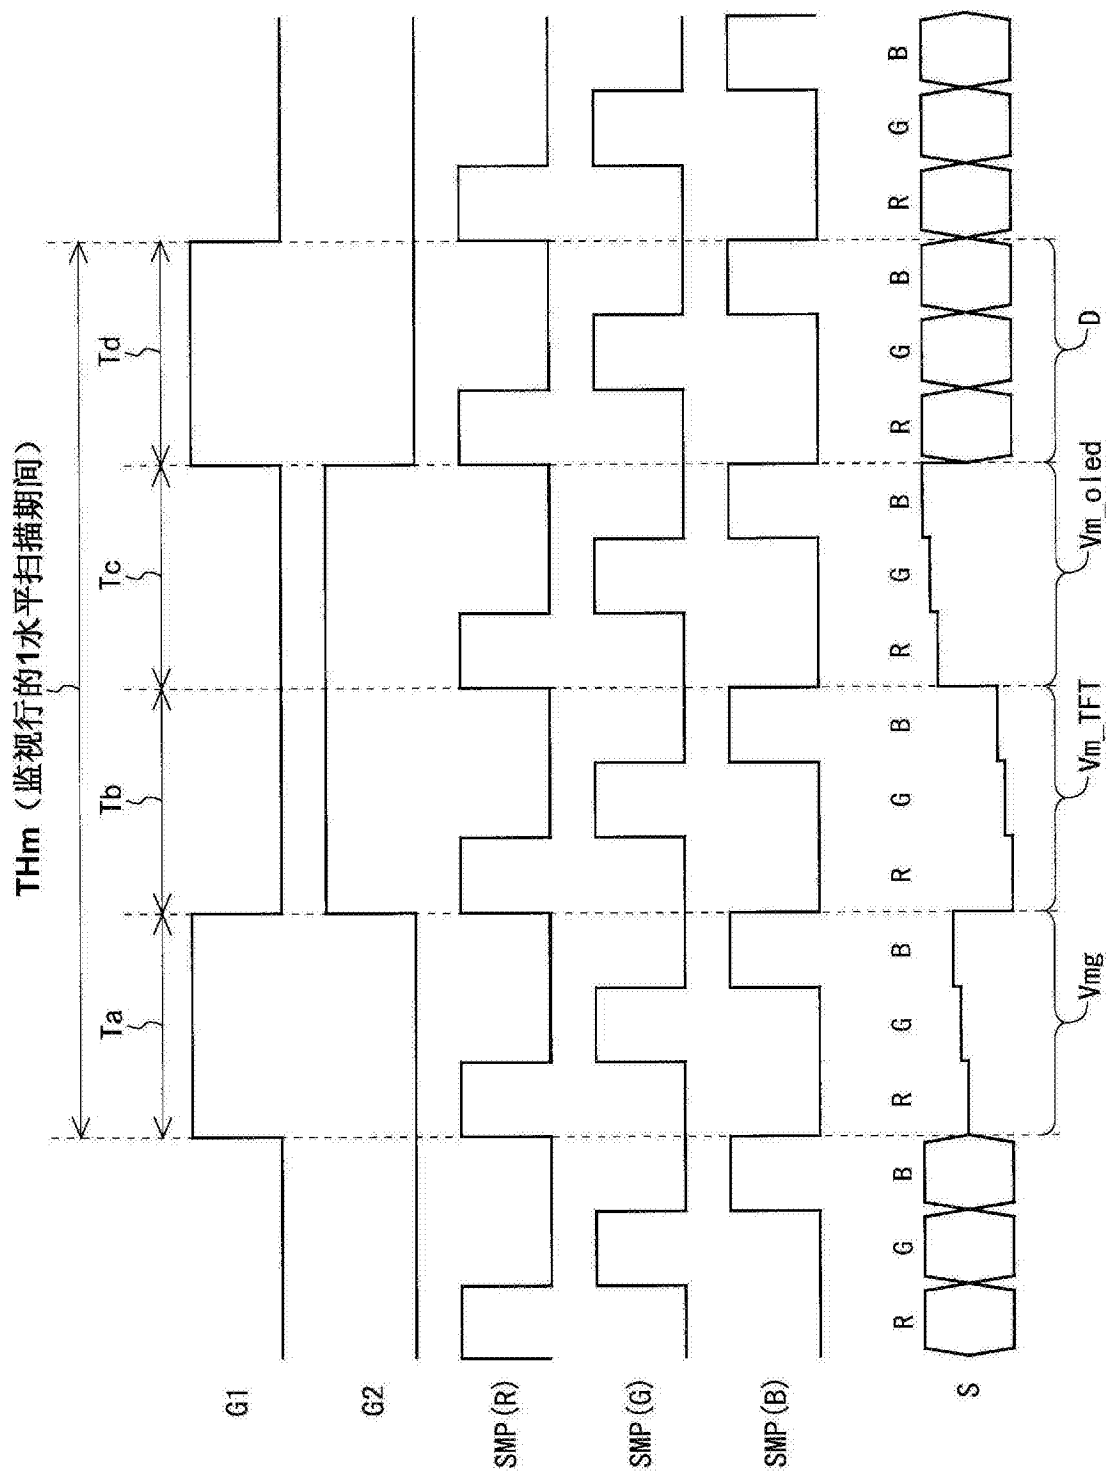 THm（监视行的1水平扫描期间）
Ta Tb Tc Td
G1
G2
SMP(R)
SMP(G)
SMP(B)
S
R G B R G B R G B R G B R G B R G B
Vmg Vm_TFT Vm_oled D